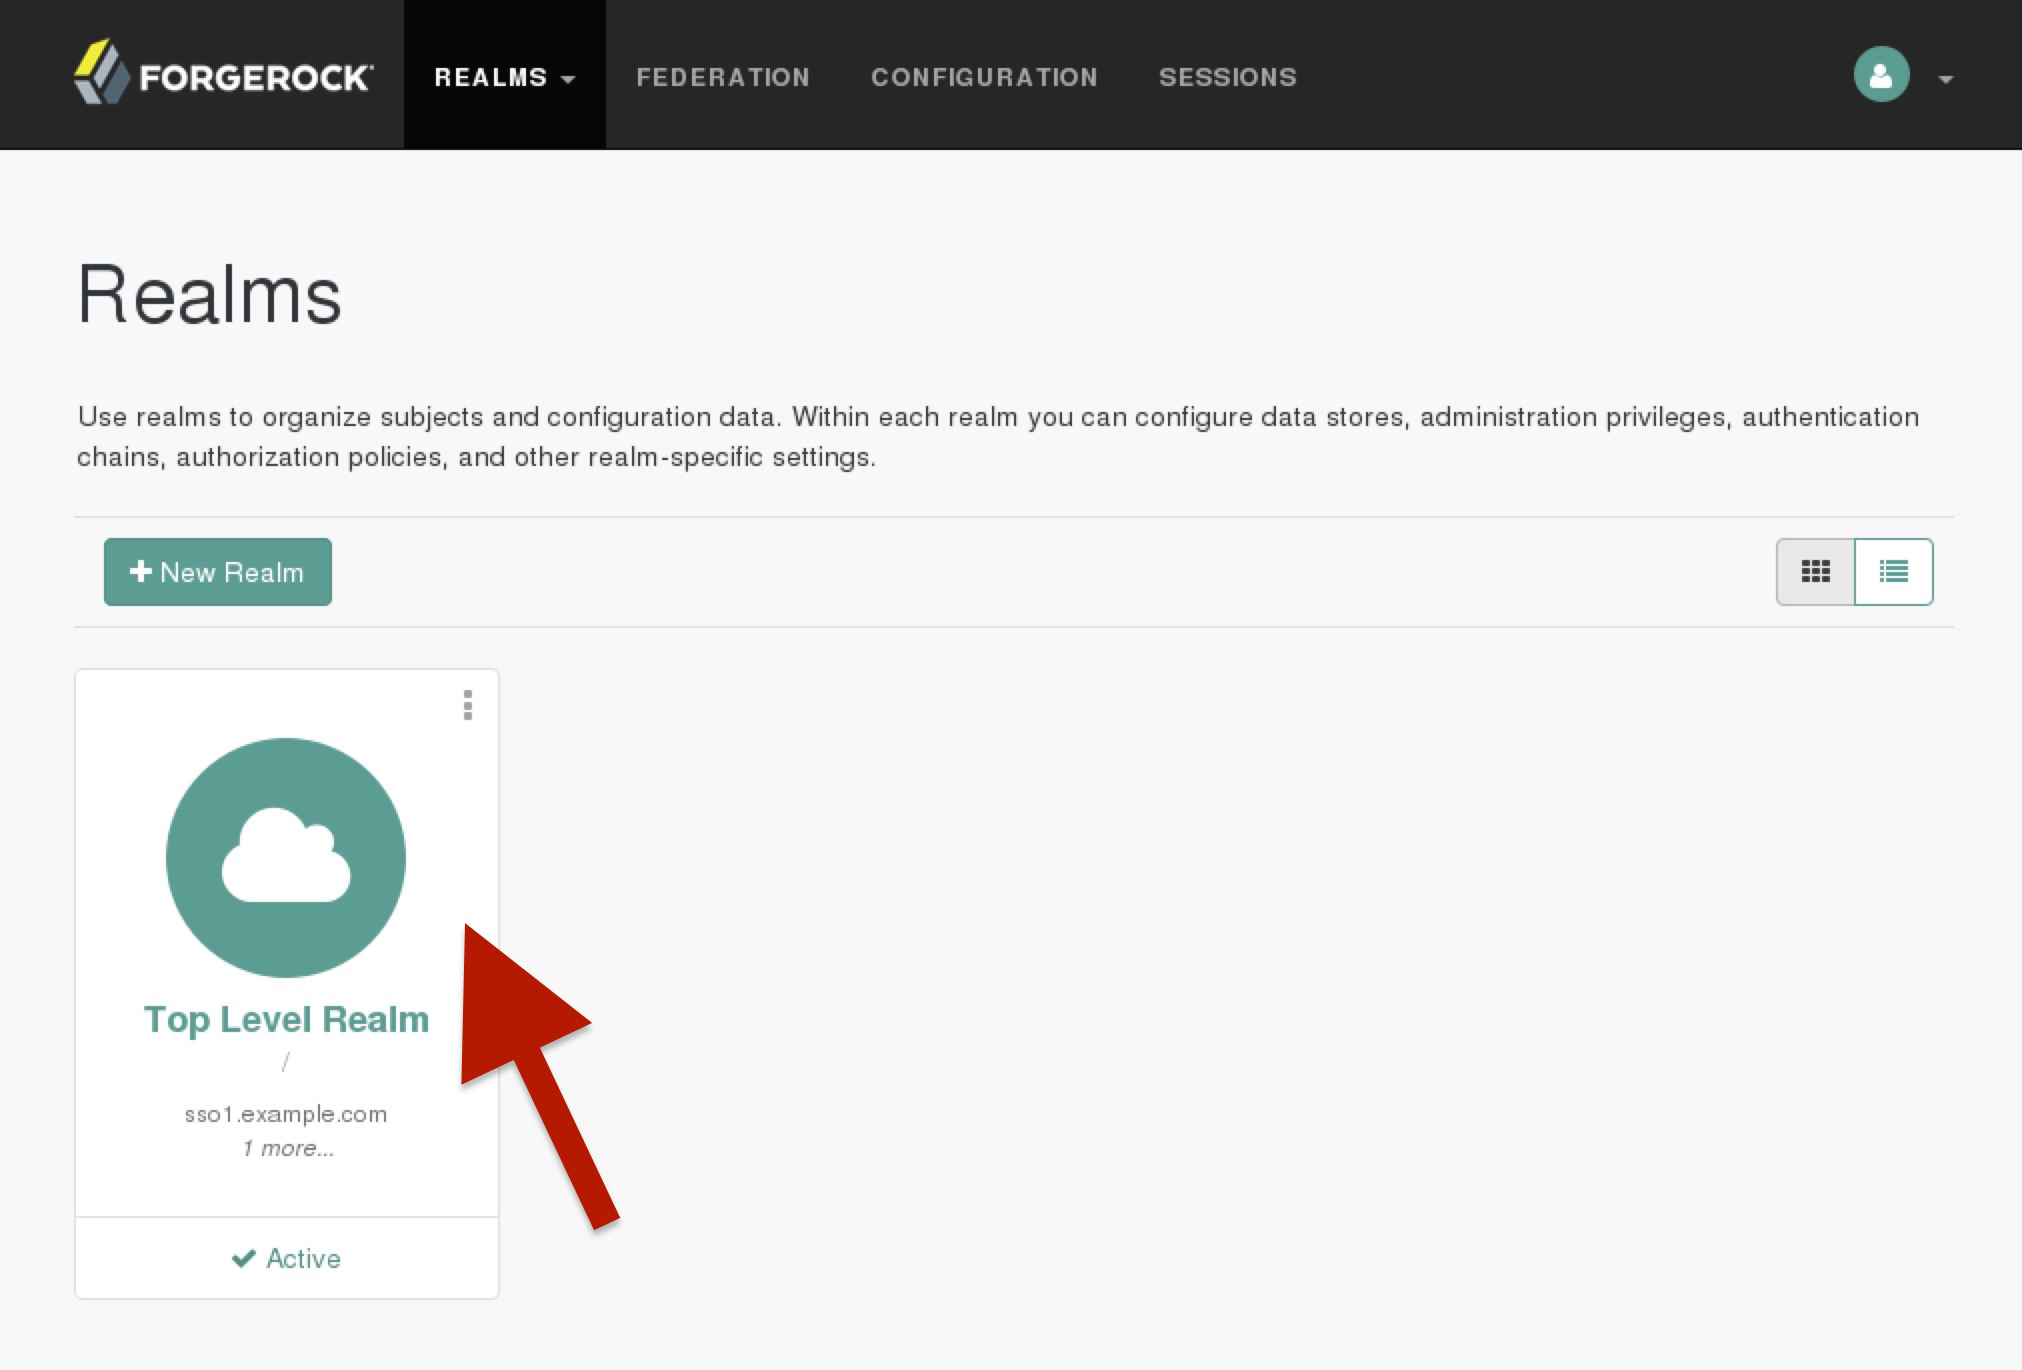 FORGEROCK
REALMS
FEDERATION
CONFIGURATION
SESSIONS
Realms
Use realms to organize subjects and configuration data. Within each realm you can configure data stores, administration privileges, authentication
chains, authorization policies, and other realm-specific settings.
New Realm
Top Level Realm
/
sso1.example.com
1 more...
Active